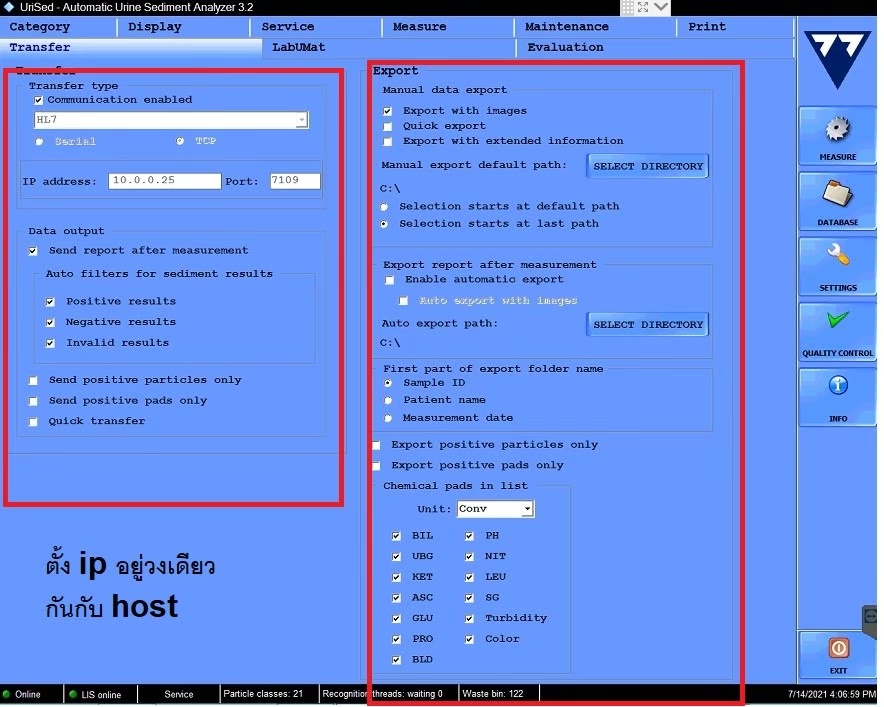 UriSed - Automatic Urine Sediment Analyzer 3.2
Category Display Service Measure Maintenance Print
Transfer LabUMat Evaluation
Transfer
Transfer type
Communication enabled
HL7
Serial TCP
IP address: 10.0.0.25 Port: 7109
Data output
Send report after measurement
Auto filters for sediment results
Positive results
Negative results
Invalid results
Send positive particles only
Send positive pads only
Quick transfer
ตั้ง ip อยู่วงเดียว
กันกับ host
Export
Manual data export
Export with images
Quick export
Export with extended information
Manual export default path: SELECT DIRECTORY
C:\
Selection starts at default path
Selection starts at last path
Export report after measurement
Enable automatic export
Auto export with images
Auto export path: SELECT DIRECTORY
C:\
First part of export folder name
Sample ID
Patient name
Measurement date
Export positive particles only
Export positive pads only
Chemical pads in list
Unit: Conv
BIL PH
UBG NIT
KET LEU
ASC SG
GLU Turbidity
PRO Color
BLD
77
MEASURE
DATABASE
SETTINGS
QUALITY CONTROL
INFO
EXIT
Online LIS online Service Particle classes: 21 Recognition threads: waiting 0 Waste bin: 122 7/14/2021 4:06:59 PM